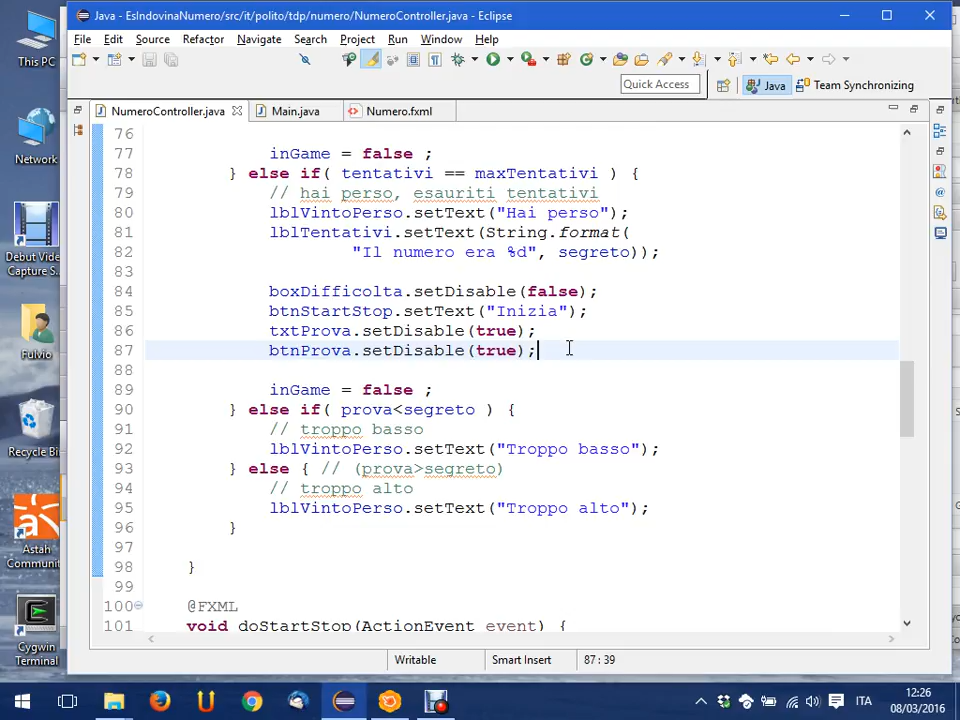 Java - EsIndovinaNumero/src/it/polito/tdp/numero/NumeroController.java - Eclipse
File Edit Source Refactor Navigate Search Project Run Window Help
Quick Access
Java
Team Synchronizing
NumeroController.java
Main.java
Numero.fxml
76
77 inGame = false ;
78 } else if( tentativi == maxTentativi ) {
79 // hai perso, esauriti tentativi
80 lblVintoPerso.setText("Hai perso");
81 lblTentativi.setText(String.format(
82 "Il numero era %d", segreto));
83
84 boxDifficolta.setDisable(false);
85 btnStartStop.setText("Inizia");
86 txtProva.setDisable(true);
87 btnProva.setDisable(true);
88
89 inGame = false ;
90 } else if( prova<segreto ) {
91 // troppo basso
92 lblVintoPerso.setText("Troppo basso");
93 } else { // (prova>segreto)
94 // troppo alto
95 lblVintoPerso.setText("Troppo alto");
96 }
97
98 }
99
100 @FXML
101 void doStartStop(ActionEvent event) {
Writable
Smart Insert
87 : 39
This PC
Network
Debut Video
Capture S...
Fulvio
Recycle Bi
Astah
Communi
Cygwin
Terminal
ITA
12:26
08/03/2016